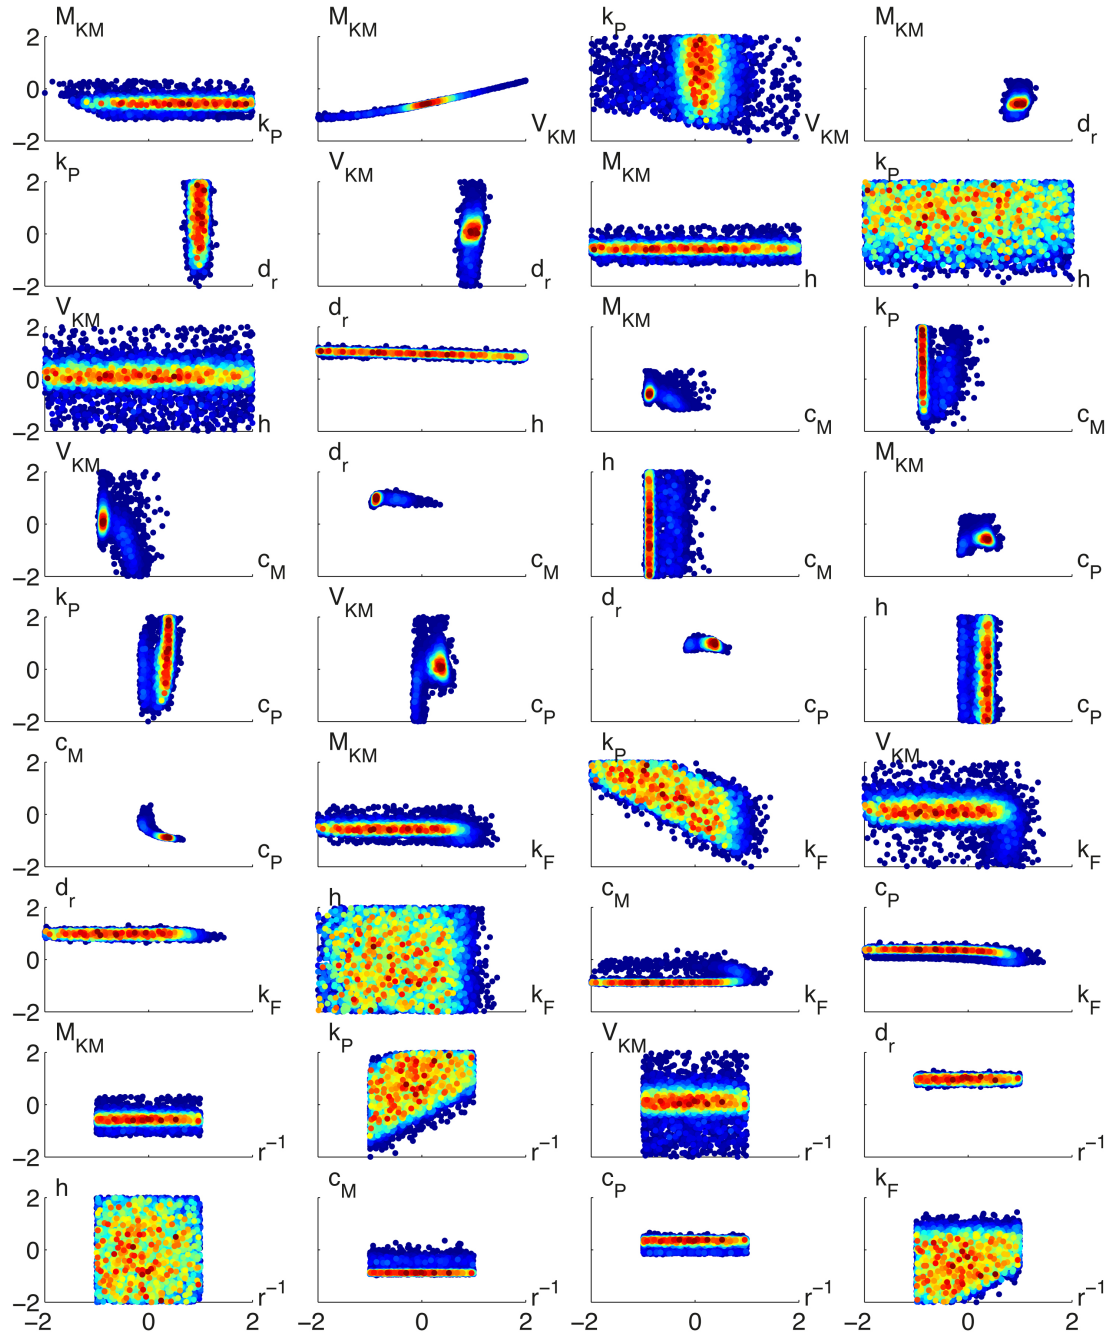 M_KM M_KM k_P M_KM
2
0
−2
k_P V_KM V_KM d_r
k_P V_KM M_KM k_P
2
0
−2
d_r d_r h h
V_KM d_r M_KM k_P
2
0
−2
h h c_M c_M
V_KM d_r h M_KM
2
0
−2
c_M c_M c_M c_P
k_P V_KM d_r h
2
0
−2
c_P c_P c_P c_P
c_M M_KM k_P V_KM
2
0
−2
c_P k_F k_F k_F
d_r h c_M c_P
2
0
−2
k_F k_F k_F k_F
M_KM k_P V_KM d_r
2
0
−2
r^−1 r^−1 r^−1 r^−1
h c_M c_P k_F
2
0
−2
r^−1 r^−1 r^−1 r^−1
−2 0 2 −2 0 2 −2 0 2 −2 0 2